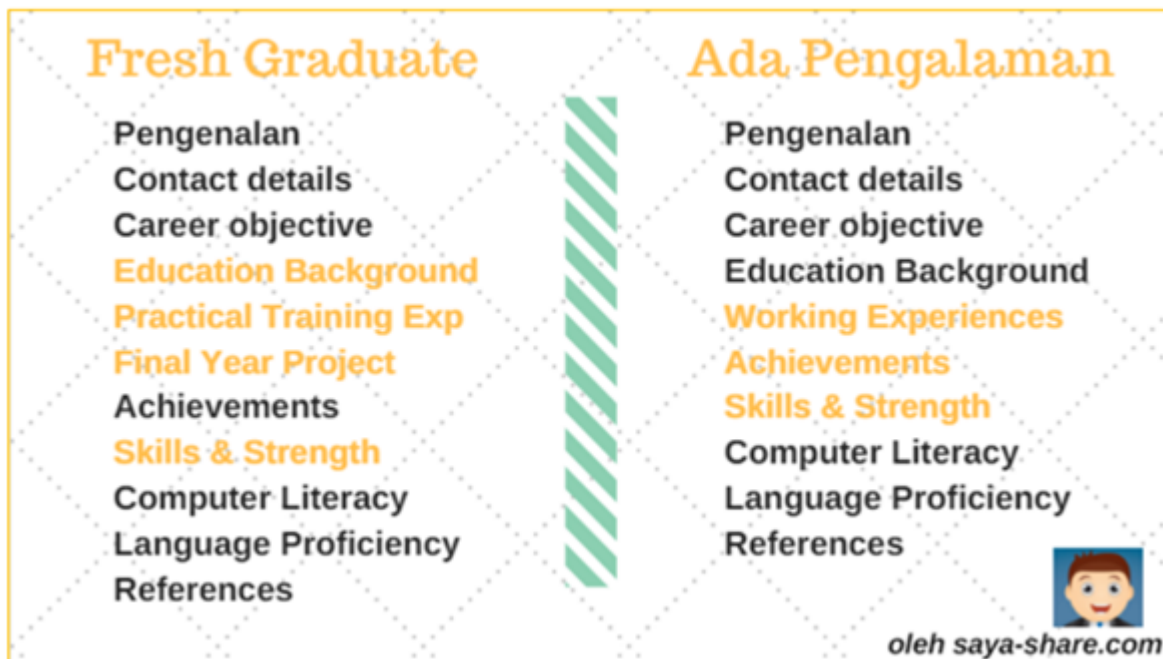 Fresh Graduate
Pengenalan
Contact details
Career objective
Education Background
Practical Training Exp
Final Year Project
Achievements
Skills & Strength
Computer Literacy
Language Proficiency
References
Ada Pengalaman
Pengenalan
Contact details
Career objective
Education Background
Working Experiences
Achievements
Skills & Strength
Computer Literacy
Language Proficiency
References
oleh saya-share.com